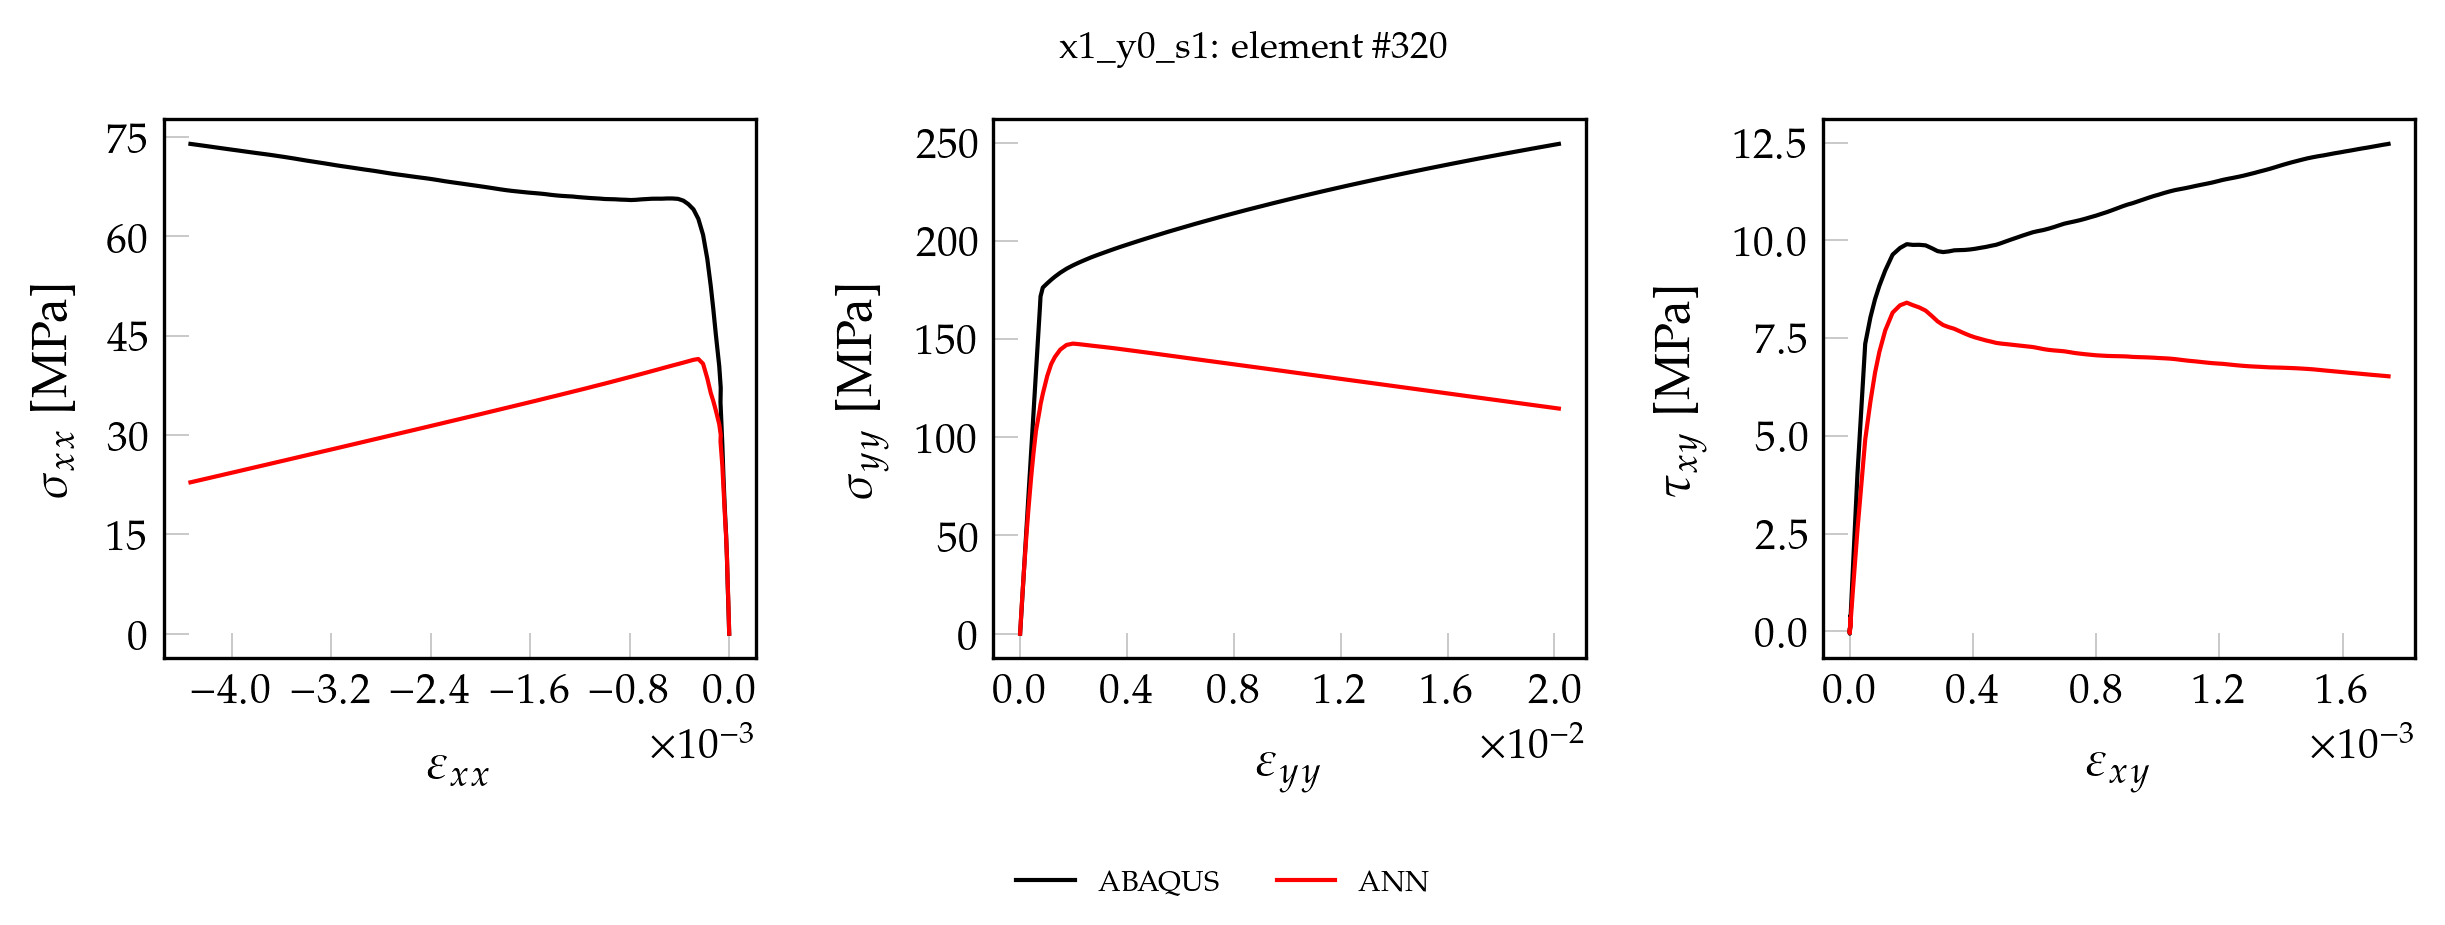 x1_y0_s1: element #320
75
60
45
30
15
0
σxx [MPa]
−4.0 −3.2 −2.4 −1.6 −0.8 0.0
×10−3
εxx
250
200
150
100
50
0
σyy [MPa]
0.0 0.4 0.8 1.2 1.6 2.0
×10−2
εyy
12.5
10.0
7.5
5.0
2.5
0.0
τxy [MPa]
0.0 0.4 0.8 1.2 1.6
×10−3
εxy
ABAQUS ANN